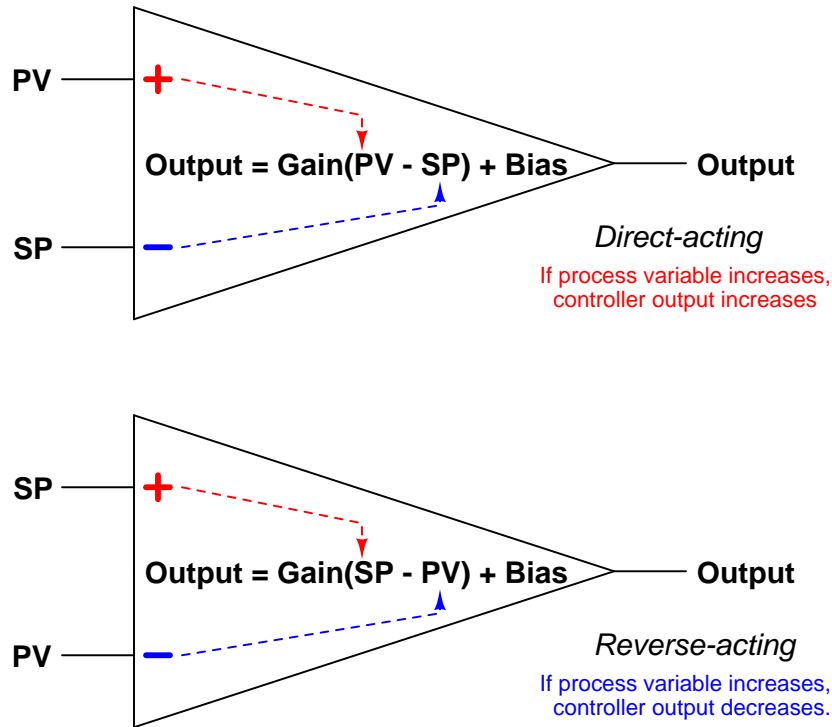 PV
+
Output = Gain(PV - SP) + Bias
Output
SP
−
Direct-acting
If process variable increases,
controller output increases
SP
+
Output = Gain(SP - PV) + Bias
Output
PV
−
Reverse-acting
If process variable increases,
controller output decreases.